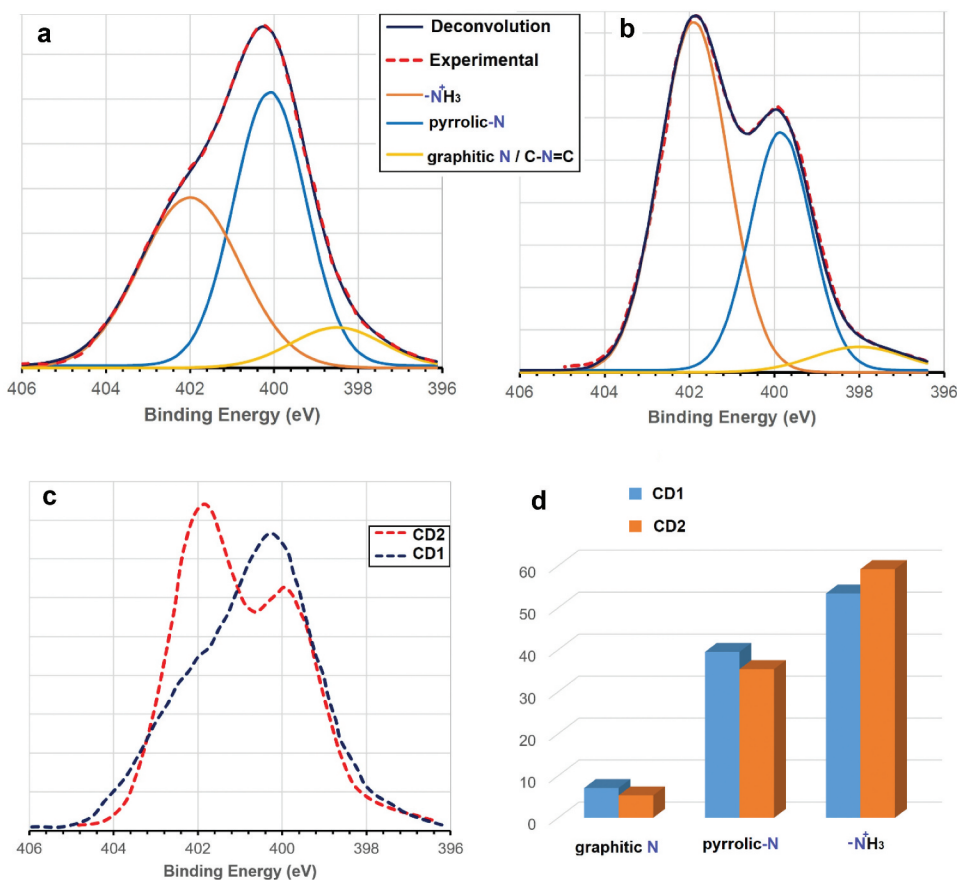 a
Deconvolution
Experimental
-N⁺H₃
pyrrolic-N
graphitic N / C-N=C
b
406 404 402 400 398 396
Binding Energy (eV)
406 404 402 400 398 396
Binding Energy (eV)
c
CD2
CD1
406 404 402 400 398 396
Binding Energy (eV)
d
CD1
CD2
60
50
40
30
20
10
0
graphitic N pyrrolic-N -N⁺H₃